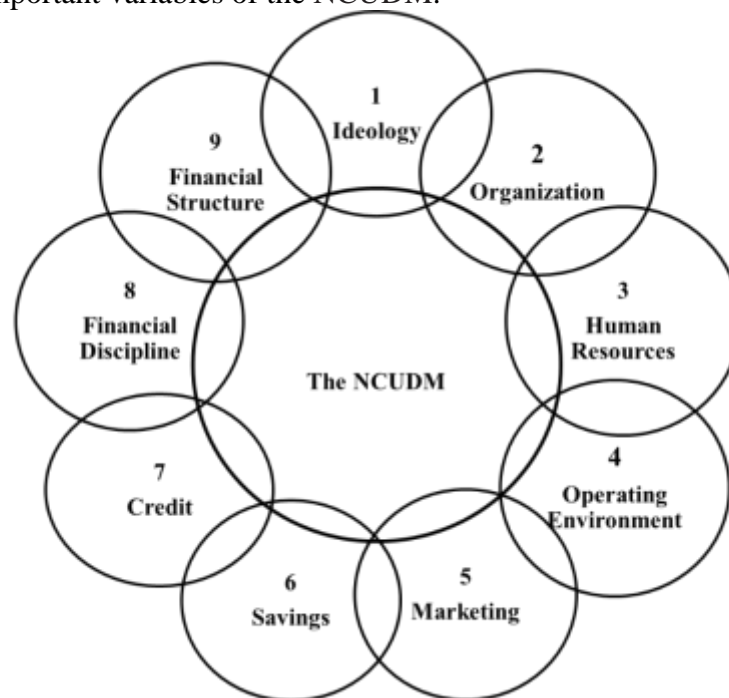 important variables of the NCUDM.
1
Ideology
2
Organization
3
Human
Resources
4
Operating
Environment
5
Marketing
6
Savings
7
Credit
8
Financial
Discipline
9
Financial
Structure
The NCUDM